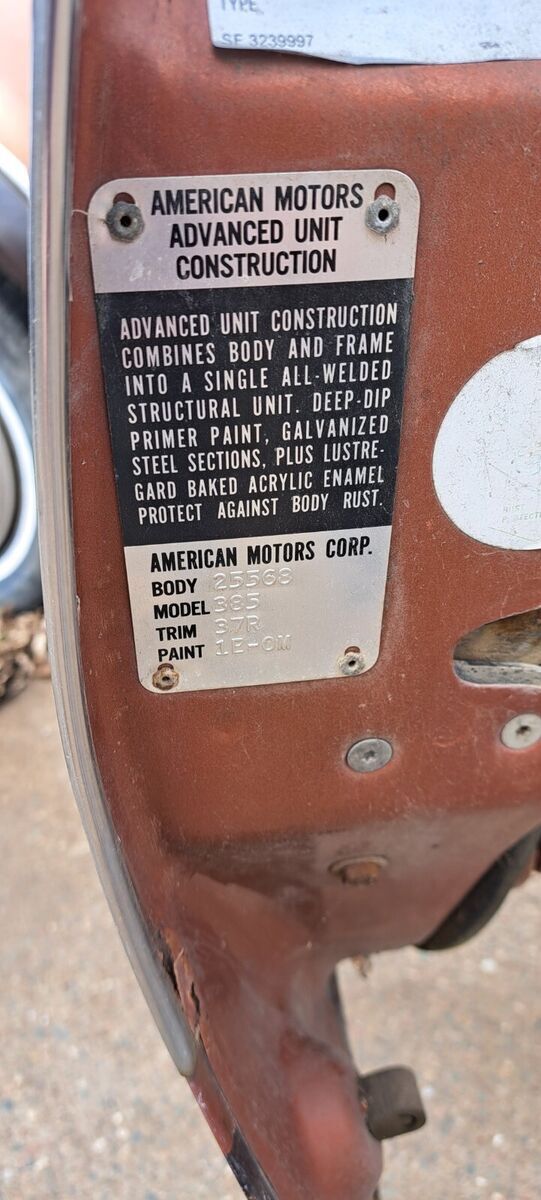 TYPE
SE 3239997
AMERICAN MOTORS
ADVANCED UNIT
CONSTRUCTION
ADVANCED UNIT CONSTRUCTION
COMBINES BODY AND FRAME
INTO A SINGLE ALL-WELDED
STRUCTURAL UNIT. DEEP-DIP
PRIMER PAINT, GALVANIZED
STEEL SECTIONS, PLUS LUSTRE-
GARD BAKED ACRYLIC ENAMEL
PROTECT AGAINST BODY RUST.
AMERICAN MOTORS CORP.
BODY 25568
MODEL 385
TRIM 37R
PAINT 1E-OM